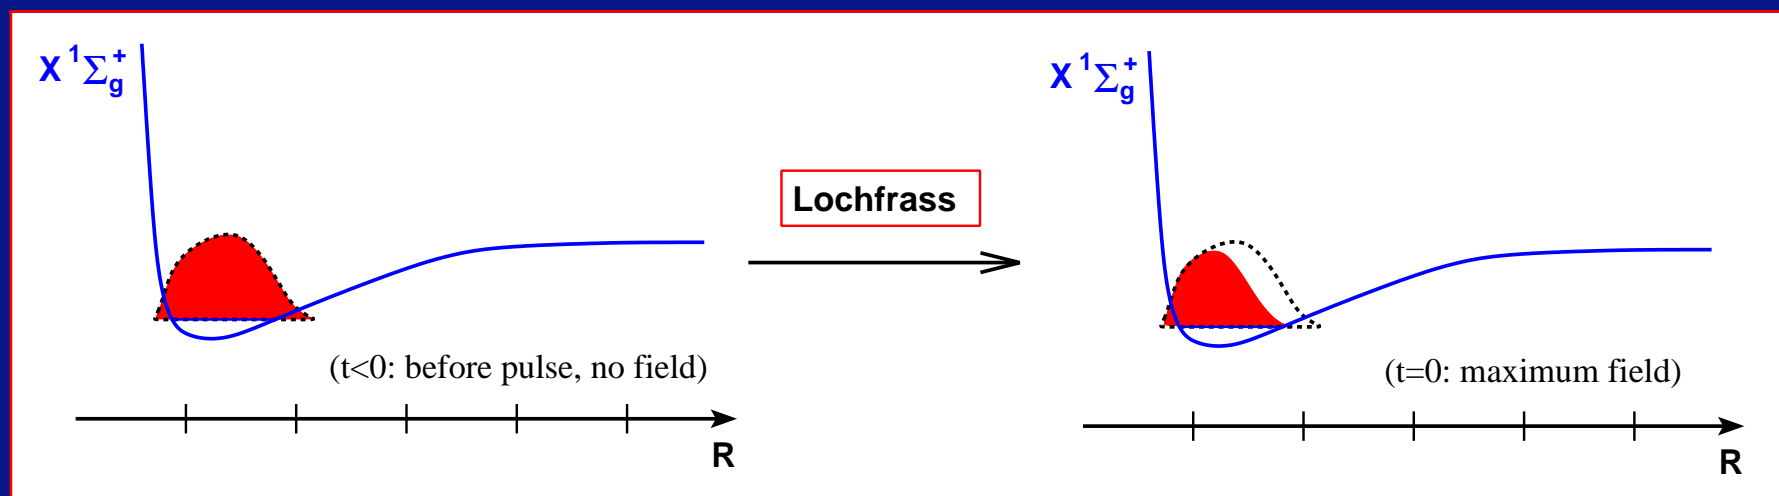 X ¹Σg⁺
X ¹Σg⁺
Lochfrass
(t<0: before pulse, no field)
(t=0: maximum field)
R
R